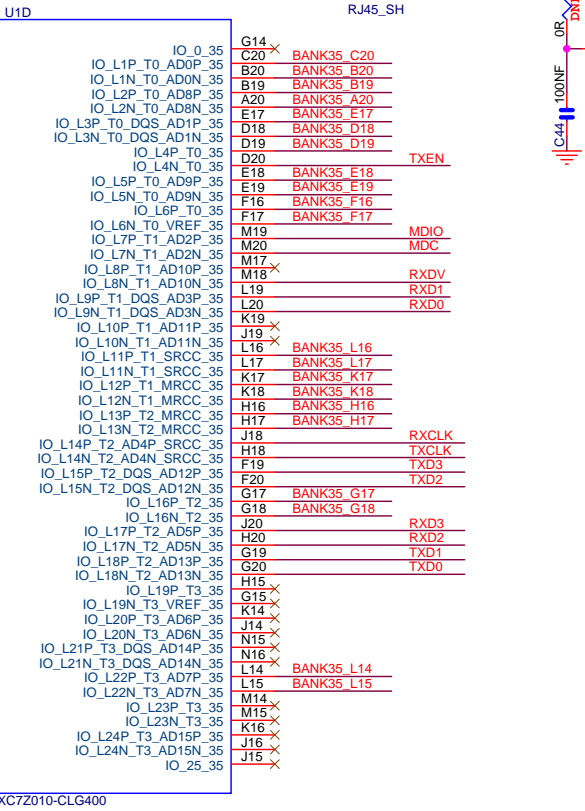 U1D RJ45_SH
IO_0_35 G14
IO_L1P_T0_AD0P_35 C20 BANK35_C20
IO_L1N_T0_AD0N_35 B20 BANK35_B20
IO_L2P_T0_AD8P_35 B19 BANK35_B19
IO_L2N_T0_AD8N_35 A20 BANK35_A20
IO_L3P_T0_DQS_AD1P_35 E17 BANK35_E17
IO_L3N_T0_DQS_AD1N_35 D18 BANK35_D18
IO_L4P_T0_35 D19 BANK35_D19
IO_L4N_T0_35 D20 TXEN
IO_L5P_T0_AD9P_35 E18 BANK35_E18
IO_L5N_T0_AD9N_35 E19 BANK35_E19
IO_L6P_T0_35 F16 BANK35_F16
IO_L6N_T0_VREF_35 F17 BANK35_F17
IO_L7P_T1_AD2P_35 M19 MDIO
IO_L7N_T1_AD2N_35 M20 MDC
IO_L8P_T1_AD10P_35 M17
IO_L8N_T1_AD10N_35 M18 RXDV
IO_L9P_T1_DQS_AD3P_35 L19 RXD1
IO_L9N_T1_DQS_AD3N_35 L20 RXD0
IO_L10P_T1_AD11P_35 K19
IO_L10N_T1_AD11N_35 J19
IO_L11P_T1_SRCC_35 L16 BANK35_L16
IO_L11N_T1_SRCC_35 L17 BANK35_L17
IO_L12P_T1_MRCC_35 K17 BANK35_K17
IO_L12N_T1_MRCC_35 K18 BANK35_K18
IO_L13P_T2_MRCC_35 H16 BANK35_H16
IO_L13N_T2_MRCC_35 H17 BANK35_H17
IO_L14P_T2_AD4P_SRCC_35 J18 RXCLK
IO_L14N_T2_AD4N_SRCC_35 H18 TXCLK
IO_L15P_T2_DQS_AD12P_35 F19 TXD3
IO_L15N_T2_DQS_AD12N_35 F20 TXD2
IO_L16P_T2_35 G17 BANK35_G17
IO_L16N_T2_35 G18 BANK35_G18
IO_L17P_T2_AD5P_35 J20 RXD3
IO_L17N_T2_AD5N_35 H20 RXD2
IO_L18P_T2_AD13P_35 G19 TXD1
IO_L18N_T2_AD13N_35 G20 TXD0
IO_L19P_T3_35 H15
IO_L19N_T3_VREF_35 G15
IO_L20P_T3_AD6P_35 K14
IO_L20N_T3_AD6N_35 J14
IO_L21P_T3_DQS_AD14P_35 N15
IO_L21N_T3_DQS_AD14N_35 N16
IO_L22P_T3_AD7P_35 L14 BANK35_L14
IO_L22N_T3_AD7N_35 L15 BANK35_L15
IO_L23P_T3_35 M14
IO_L23N_T3_35 M15
IO_L24P_T3_AD15P_35 K16
IO_L24N_T3_AD15N_35 J16
IO_25_35 J15
XC7Z010-CLG400
0R
C44 100NF